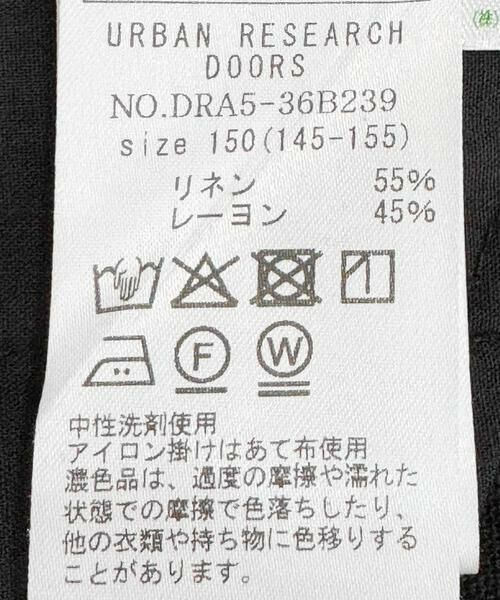 (株)
URBAN RESEARCH
DOORS
NO.DRA5-36B239
size 150(145-155)
リネン 55%
レーヨン 45%
F W
中性洗剤使用
アイロン掛けはあて布使用
濃色品は、過度の摩擦や濡れた
状態での摩擦で色落ちしたり、
他の衣類や持ち物に色移りする
ことがあります。